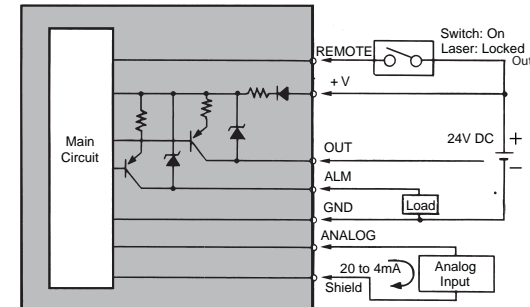 Switch: On
Laser: Locked
Out
REMOTE
+ V
Main
Circuit
OUT
24V DC
+
−
ALM
Load
GND
ANALOG
20 to 4mA
Shield
Analog
Input